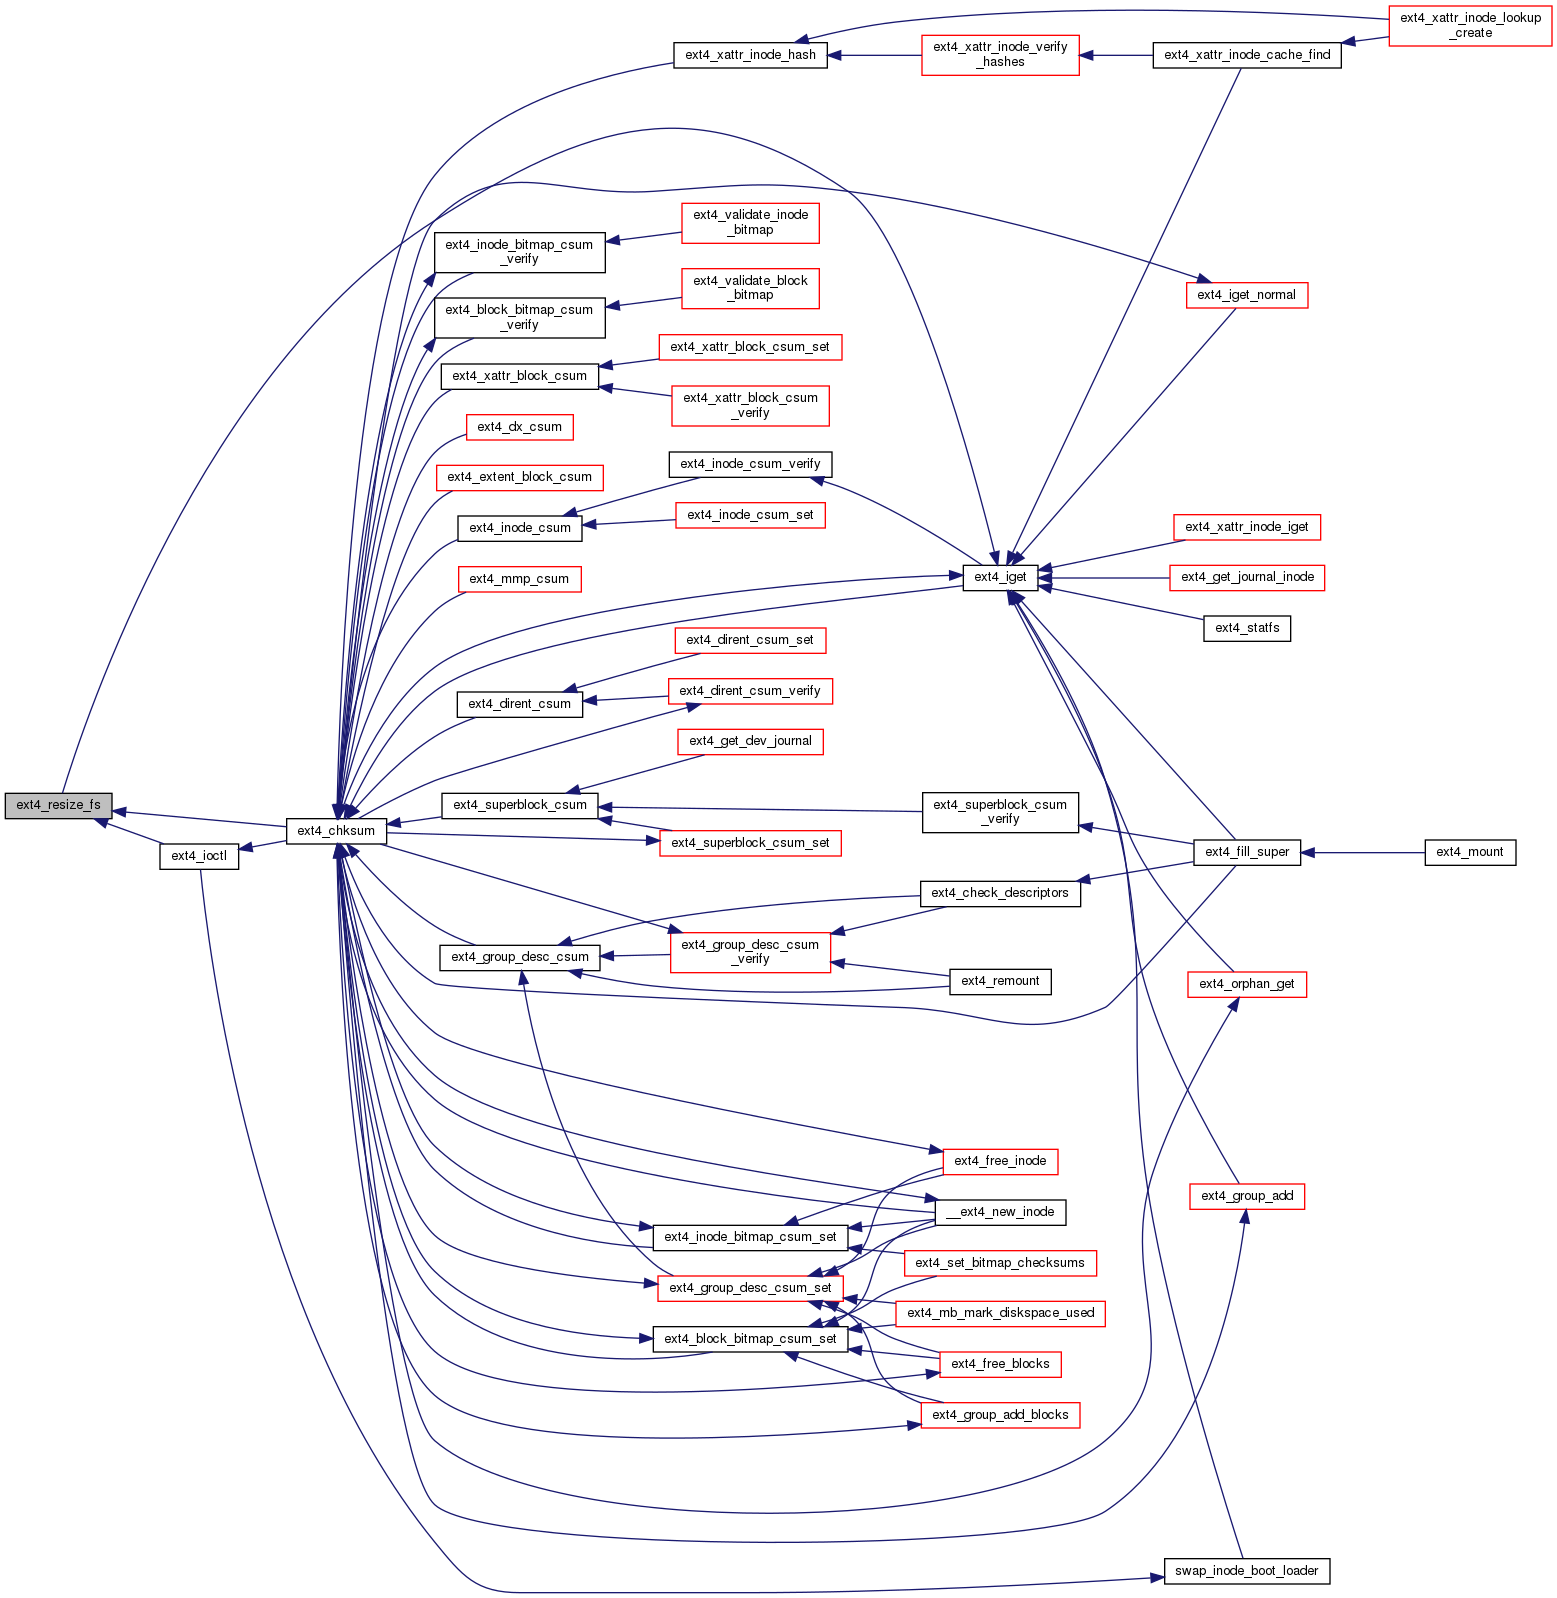 ext4_xattr_inode_lookup
_create
ext4_xattr_inode_hash
ext4_xattr_inode_verify
_hashes
ext4_xattr_inode_cache_find
ext4_validate_inode
_bitmap
ext4_inode_bitmap_csum
_verify
ext4_validate_block
_bitmap
ext4_iget_normal
ext4_block_bitmap_csum
_verify
ext4_xattr_block_csum_set
ext4_xattr_block_csum
ext4_xattr_block_csum
_verify
ext4_dx_csum
ext4_inode_csum_verify
ext4_extent_block_csum
ext4_inode_csum_set
ext4_inode_csum
ext4_xattr_inode_iget
ext4_mmp_csum
ext4_iget
ext4_get_journal_inode
ext4_statfs
ext4_dirent_csum_set
ext4_dirent_csum_verify
ext4_dirent_csum
ext4_get_dev_journal
ext4_resize_fs
ext4_superblock_csum
ext4_superblock_csum
_verify
ext4_chksum
ext4_superblock_csum_set
ext4_ioctl
ext4_fill_super
ext4_mount
ext4_check_descriptors
ext4_group_desc_csum
ext4_group_desc_csum
_verify
ext4_remount
ext4_orphan_get
ext4_free_inode
ext4_group_add
__ext4_new_inode
ext4_inode_bitmap_csum_set
ext4_set_bitmap_checksums
ext4_group_desc_csum_set
ext4_mb_mark_diskspace_used
ext4_block_bitmap_csum_set
ext4_free_blocks
ext4_group_add_blocks
swap_inode_boot_loader